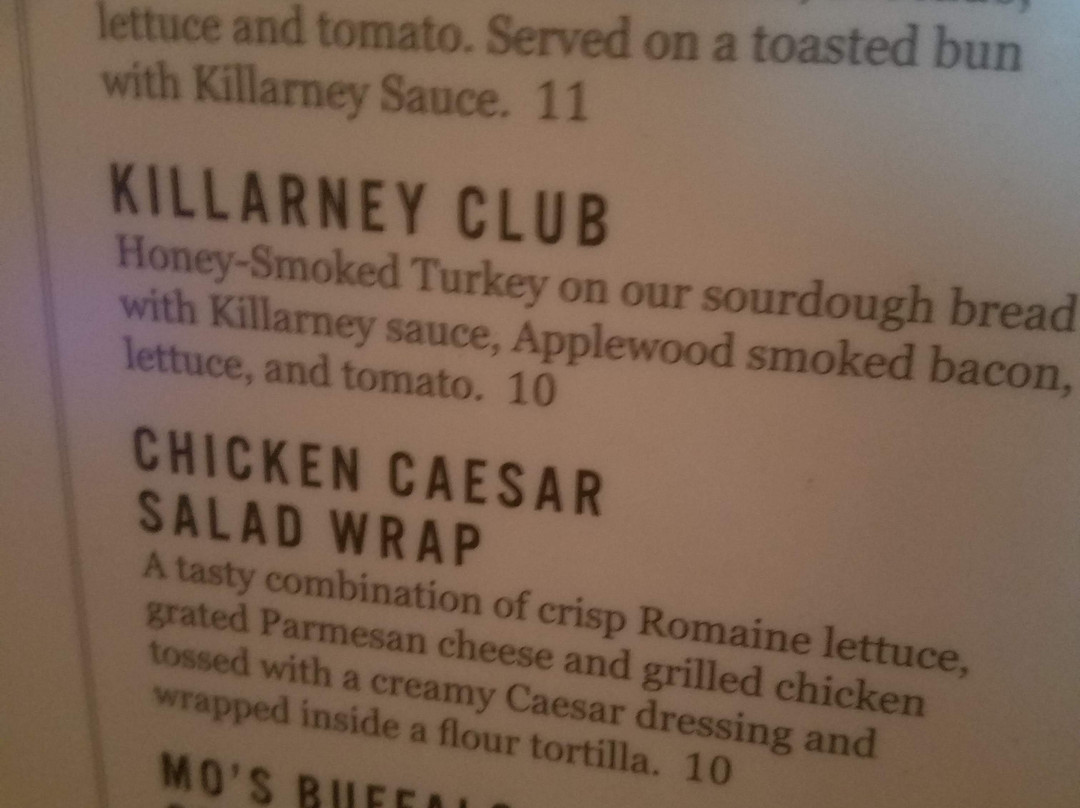 lettuce and tomato. Served on a toasted bun
with Killarney Sauce. 11
KILLARNEY CLUB
Honey-Smoked Turkey on our sourdough bread
with Killarney sauce, Applewood smoked bacon,
lettuce, and tomato. 10
CHICKEN CAESAR
SALAD WRAP
A tasty combination of crisp Romaine lettuce,
grated Parmesan cheese and grilled chicken
tossed with a creamy Caesar dressing and
wrapped inside a flour tortilla. 10
MO'S